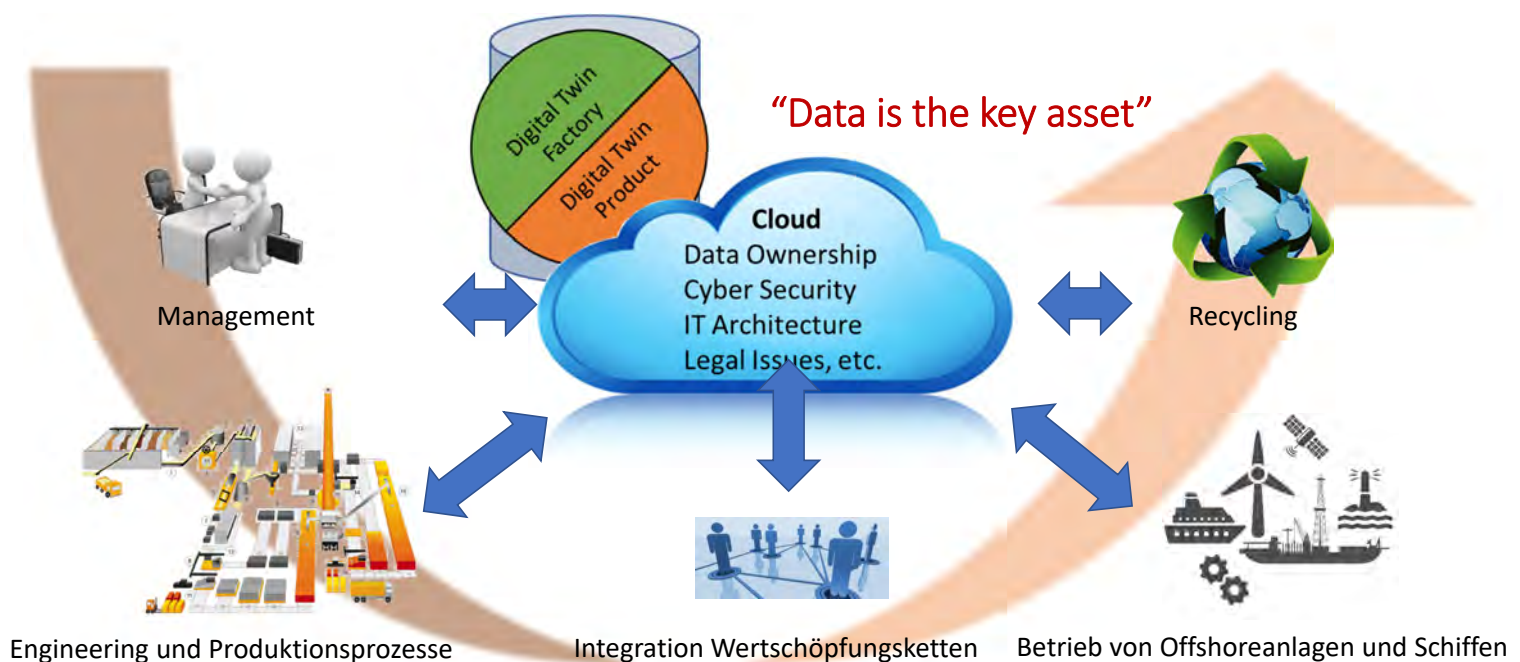 Digital Twin
Factory
Digital Twin
Product
“Data is the key asset”
Cloud
Data Ownership
Cyber Security
IT Architecture
Legal Issues, etc.
Management
Recycling
Engineering und Produktionsprozesse
Integration Wertschöpfungsketten
Betrieb von Offshoreanlagen und Schiffen